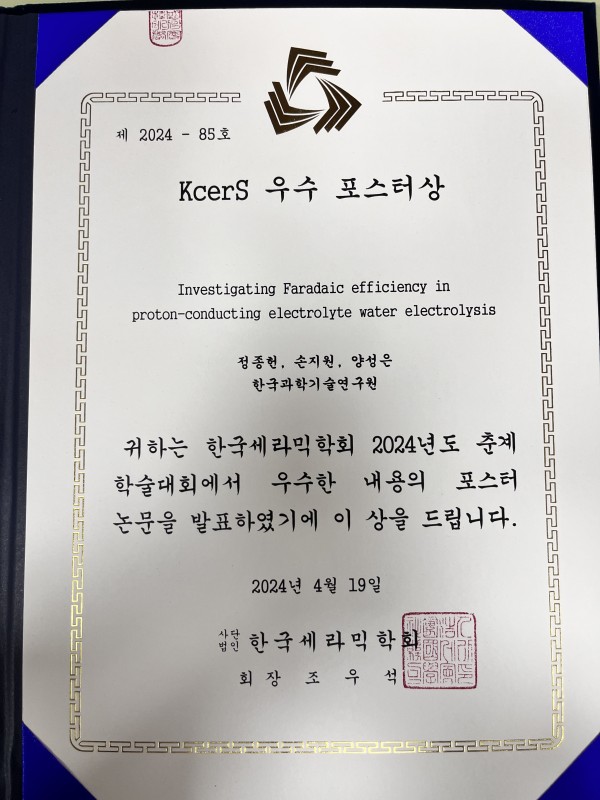 제 2024 - 85호
KcerS 우수 포스터상
Investigating Faradaic efficiency in
proton-conducting electrolyte water electrolysis
정종헌, 손지원, 양성은
한국과학기술연구원
귀하는 한국세라믹학회 2024년도 춘계
학술대회에서 우수한 내용의 포스터
논문을 발표하였기에 이 상을 드립니다.
2024년 4월 19일
사단법인 한국세라믹학회
회 장 조 우 석